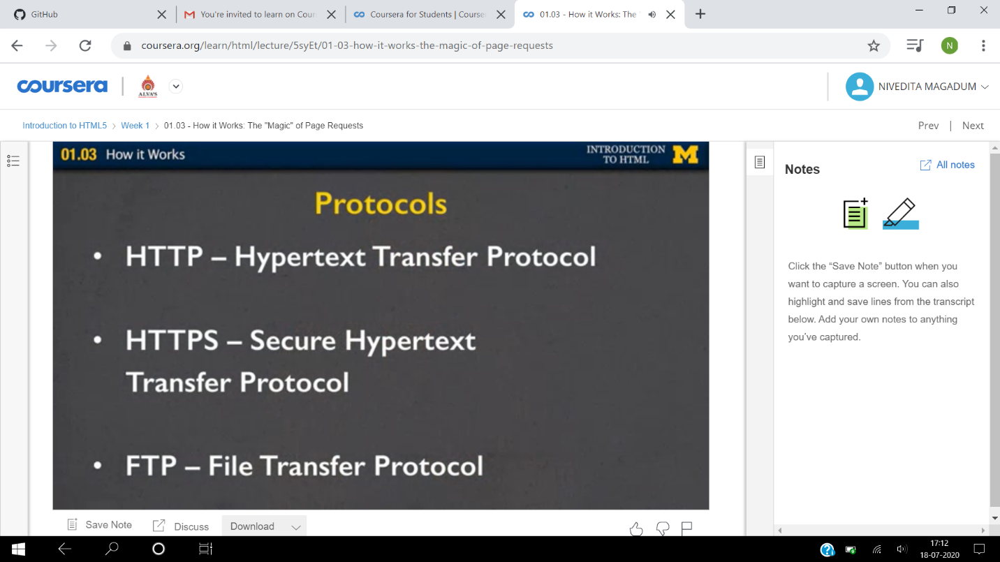 GitHub
You're invited to learn on Cour
Coursera for Students | Course
01.03 - How it Works: The "
coursera.org/learn/html/lecture/5syEt/01-03-how-it-works-the-magic-of-page-requests
N
coursera
ALVA'S
NIVEDITA MAGADUM
Introduction to HTML5 > Week 1 > 01.03 - How it Works: The "Magic" of Page Requests
Prev | Next
01.03 How it Works
INTRODUCTION
TO HTML
M
Protocols
• HTTP – Hypertext Transfer Protocol
• HTTPS – Secure Hypertext
Transfer Protocol
• FTP – File Transfer Protocol
Save Note
Discuss
Download
Notes
All notes
Click the “Save Note” button when you
want to capture a screen. You can also
highlight and save lines from the transcript
below. Add your own notes to anything
you’ve captured.
17:12
18-07-2020